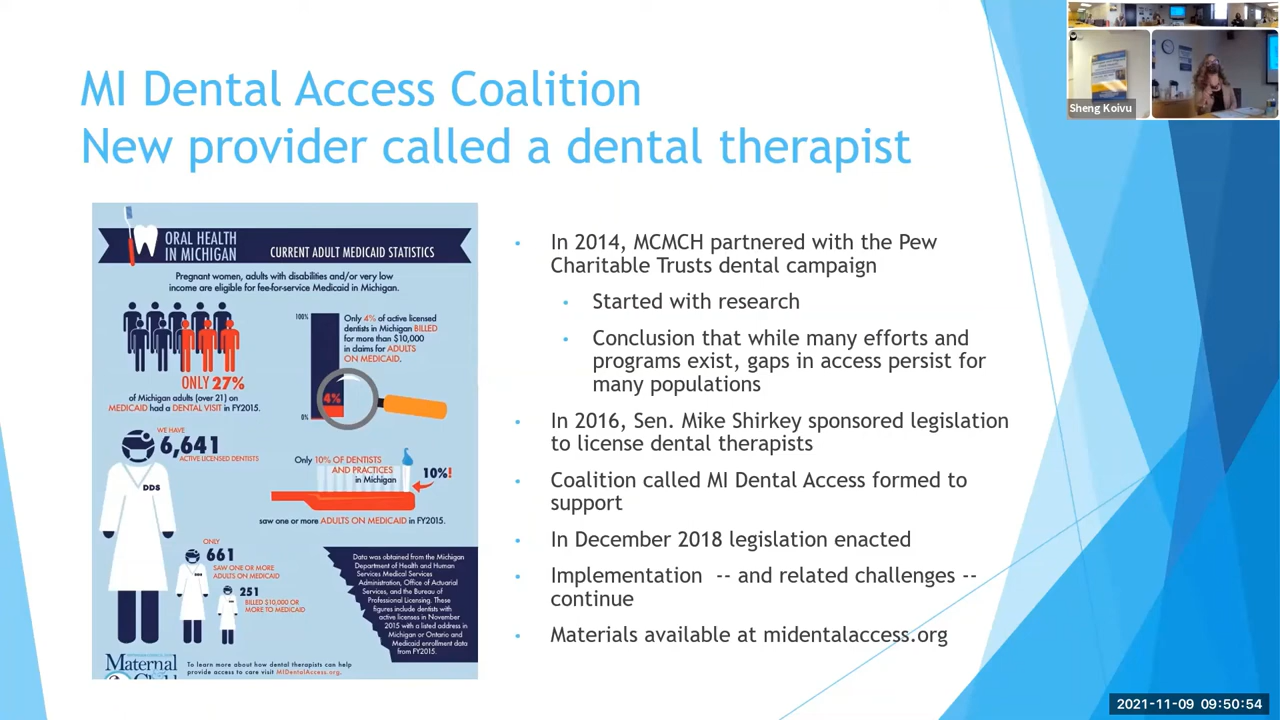 MI Dental Access Coalition
New provider called a dental therapist
Sheng Koivu
ORAL HEALTH
IN MICHIGAN
CURRENT ADULT MEDICAID STATISTICS
Pregnant women, adults with disabilities and/or very low
income are eligible for fee-for-service Medicaid in Michigan.
ONLY 27%
of Michigan adults (over 21) on
MEDICAID had a DENTAL VISIT in FY2015.
100%
Only 4% of active licensed
dentists in Michigan BILLED
for more than $10,000
in claims for ADULTS
ON MEDICAID.
4%
0%
WE HAVE
6,641
ACTIVE LICENSED DENTISTS
DDS
Only 10% OF DENTISTS
AND PRACTICES
in Michigan
10%!
saw one or more ADULTS ON MEDICAID in FY2015.
ONLY
661
SAW ONE OR MORE
ADULTS ON MEDICAID
251
BILLED $10,000 OR
MORE TO MEDICAID
Data was obtained from the Michigan
Department of Health and Human
Services Medical Services
Administration, Office of Actuarial
Services, and the Bureau of
Professional Licensing. These
figures include dentists with
active licenses in November
2015 with a listed address in
Michigan or Ontario and
Medicaid enrollment data
from FY2015.
Maternal
To learn more about how dental therapists can help
provide access to care visit MIDentalAccess.org.
• In 2014, MCMCH partnered with the Pew
Charitable Trusts dental campaign
• Started with research
• Conclusion that while many efforts and
programs exist, gaps in access persist for
many populations
• In 2016, Sen. Mike Shirkey sponsored legislation
to license dental therapists
• Coalition called MI Dental Access formed to
support
• In December 2018 legislation enacted
• Implementation -- and related challenges --
continue
• Materials available at midentalaccess.org
2021-11-09 09:50:54